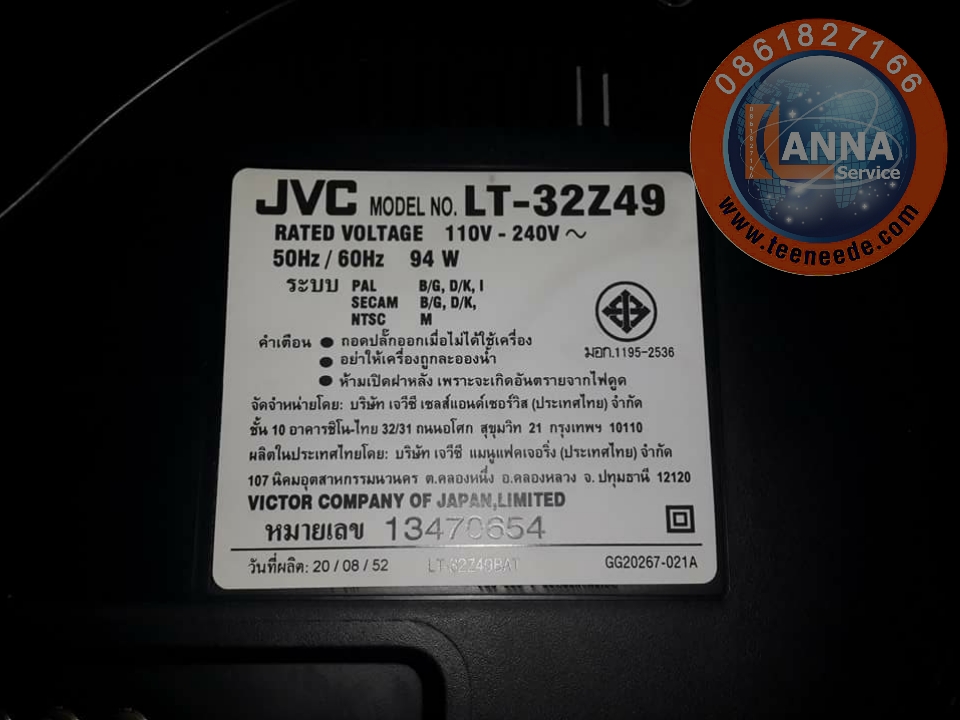 0861827166
LANNA
Service
www.teeneede.com
JVC MODEL NO. LT-32Z49
RATED VOLTAGE 110V - 240V ~
50Hz / 60Hz 94 W
ระบบ PAL B/G, D/K, I
SECAM B/G, D/K,
NTSC M
มอก.1195-2536
คำเตือน ● ถอดปลั๊กออกเมื่อไม่ได้ใช้เครื่อง
● อย่าให้เครื่องถูกละอองน้ำ
● ห้ามเปิดฝาหลัง เพราะจะเกิดอันตรายจากไฟดูด
จัดจำหน่ายโดย: บริษัท เจวีซี เซลส์แอนด์เซอร์วิส (ประเทศไทย) จำกัด
ชั้น 10 อาคารชิโน-ไทย 32/31 ถนนอโศก สุขุมวิท 21 กรุงเทพฯ 10110
ผลิตในประเทศไทยโดย: บริษัท เจวีซี แมนูแฟคเจอริ่ง (ประเทศไทย) จำกัด
107 นิคมอุตสาหกรรมนวนคร ต.คลองหนึ่ง อ.คลองหลวง จ.ปทุมธานี 12120
VICTOR COMPANY OF JAPAN,LIMITED
หมายเลข 13470654
วันที่ผลิต: 20 / 08 / 52 LT-32Z49BAT GG20267-021A